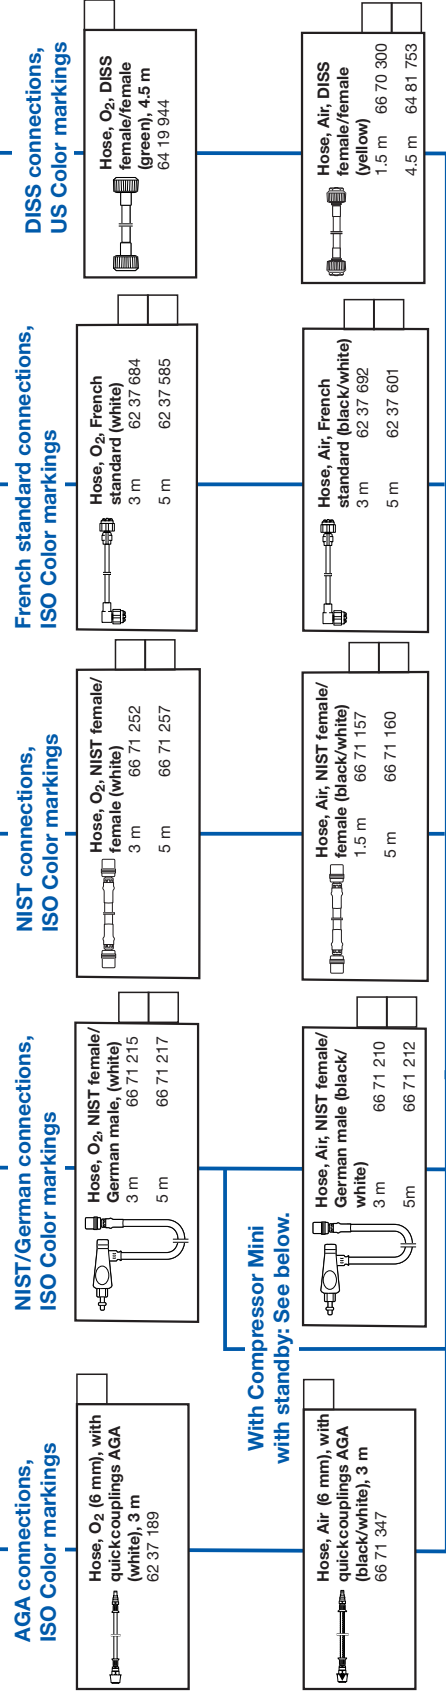 AGA connections,
ISO Color markings
NIST/German connections,
ISO Color markings
NIST connections,
ISO Color markings
French standard connections,
ISO Color markings
DISS connections,
US Color markings
Hose, O2 (6 mm), with
quickcouplings AGA
(white), 3 m
62 37 189
Hose, O2, NIST female/
German male, (white)
3 m 66 71 215
5 m 66 71 217
Hose, O2, NIST female/
female (white)
3 m 66 71 252
5 m 66 71 257
Hose, O2, French
standard (white)
3 m 62 37 684
5 m 62 37 585
Hose, O2, DISS
female/female
(green), 4.5 m
64 19 944
With Compressor Mini
with standby: See below.
Hose, Air (6 mm), with
quickcouplings AGA
(black/white), 3 m
66 71 347
Hose, Air, NIST female/
German male (black/
white)
3 m 66 71 210
5m 66 71 212
Hose, Air, NIST female/
female (black/white)
1.5 m 66 71 157
5 m 66 71 160
Hose, Air, French
standard (black/white)
3 m 62 37 692
5 m 62 37 601
Hose, Air, DISS
female/female
(yellow)
1.5 m 66 70 300
4.5 m 64 81 753